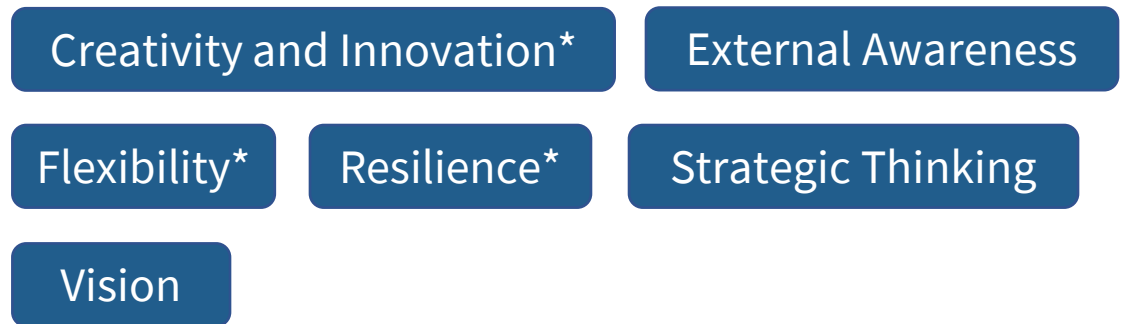 Creativity and Innovation*
External Awareness
Flexibility*
Resilience*
Strategic Thinking
Vision